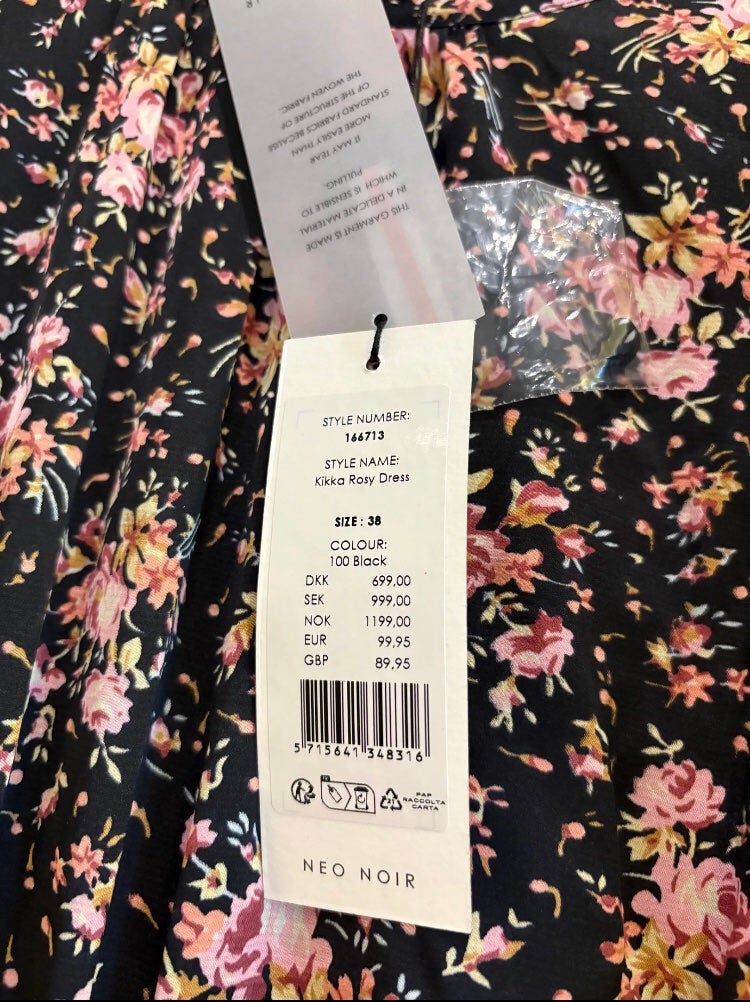 THIS GARMENT IS MADE
IN A DELICATE MATERIAL
WHICH IS SENSIBLE TO
PULLING.
IT MAY TEAR
MORE EASILY THAN
STANDARD FABRICS BECAUSE
OF THE STRUCTURE OF
THE WOVEN FABRIC.
STYLE NUMBER:
166713
STYLE NAME:
Kikka Rosy Dress
SIZE : 38
COLOUR:
100 Black
DKK 699,00
SEK 999,00
NOK 1199,00
EUR 99,95
GBP 89,95
5 715641 348316
21
PAP
RACCOLTA
CARTA
NEO NOIR